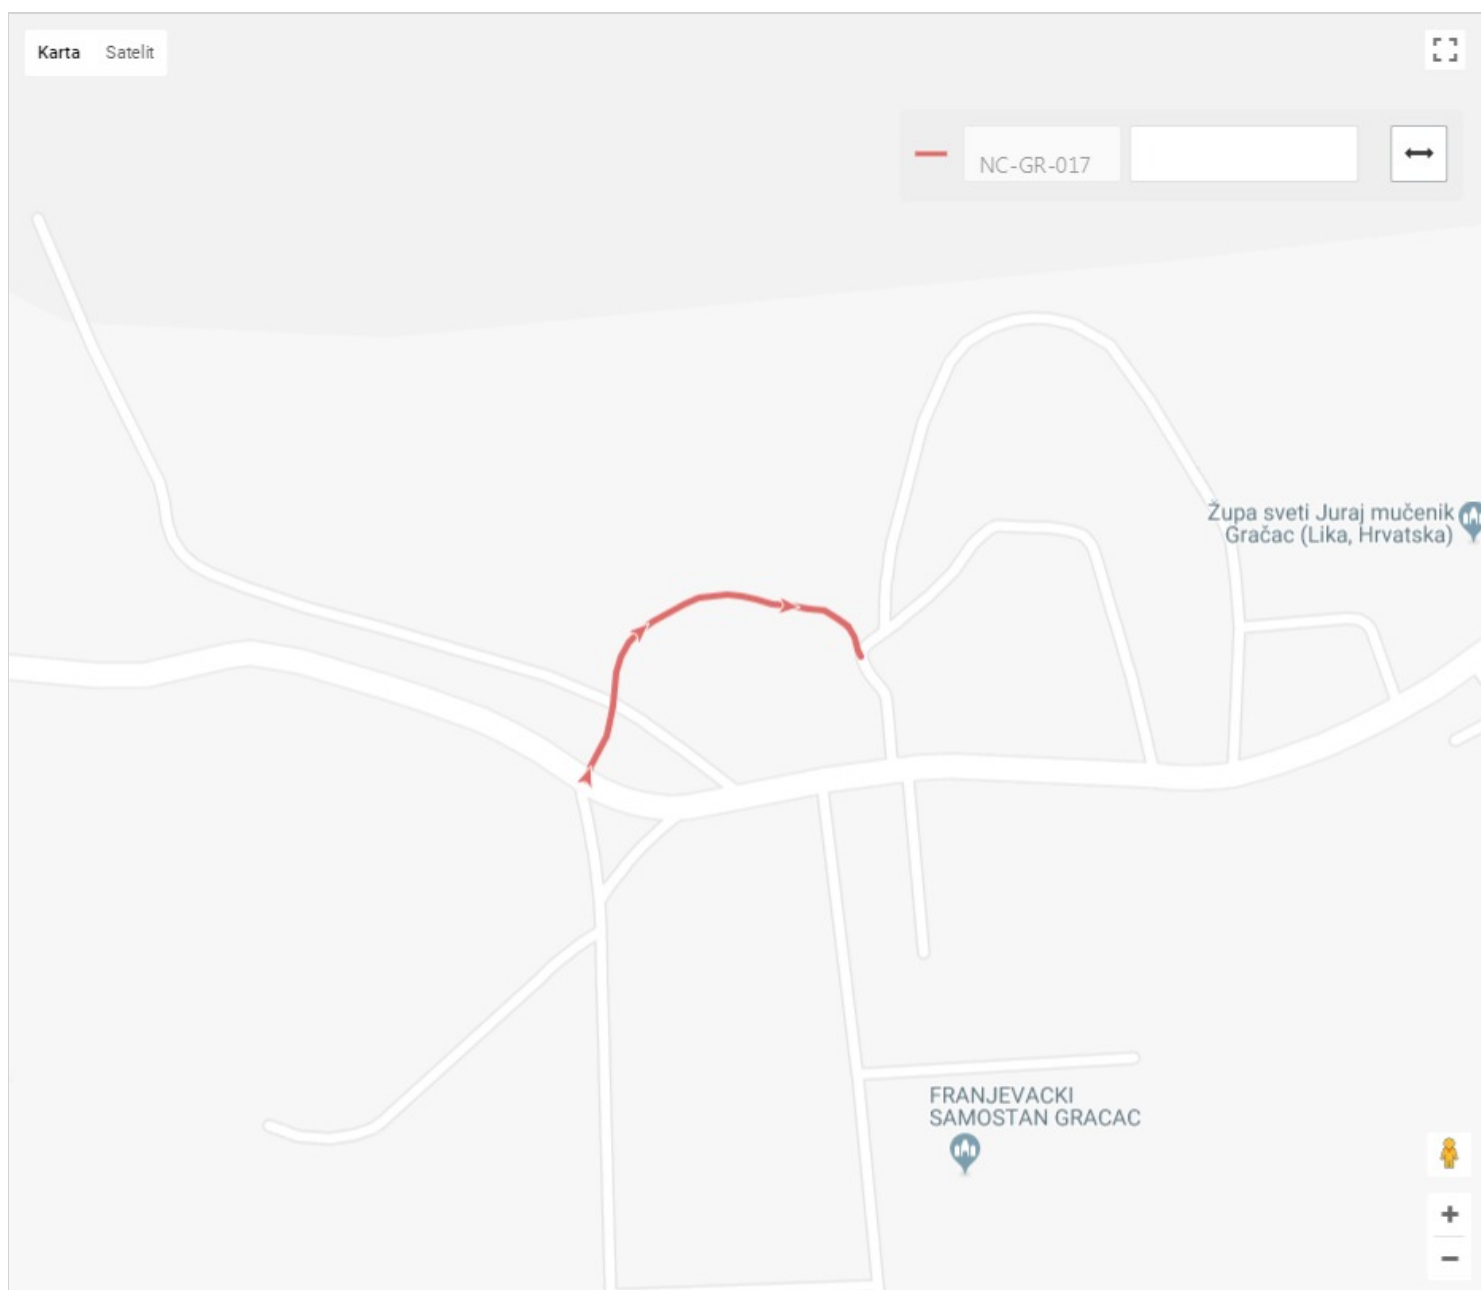 Karta Satelit
NC-GR-017
Župa sveti Juraj mučenik
Gračac (Lika, Hrvatska)
FRANJEVACKI
SAMOSTAN GRACAC